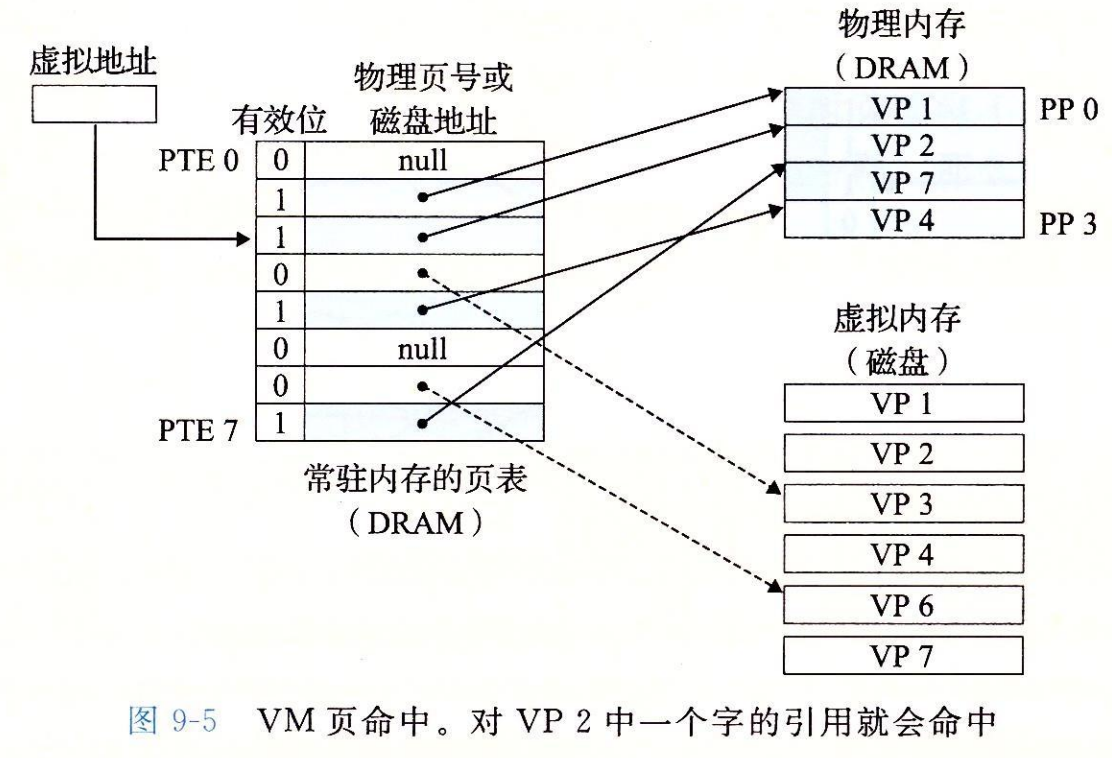 虚拟地址
物理页号或
磁盘地址
有效位
PTE 0
0
null
1
1
0
1
0
null
0
PTE 7
1
常驻内存的页表
（DRAM）
物理内存
（DRAM）
VP 1
PP 0
VP 2
VP 7
VP 4
PP 3
虚拟内存
（磁盘）
VP 1
VP 2
VP 3
VP 4
VP 6
VP 7
图 9-5 VM 页命中。对 VP 2 中一个字的引用就会命中